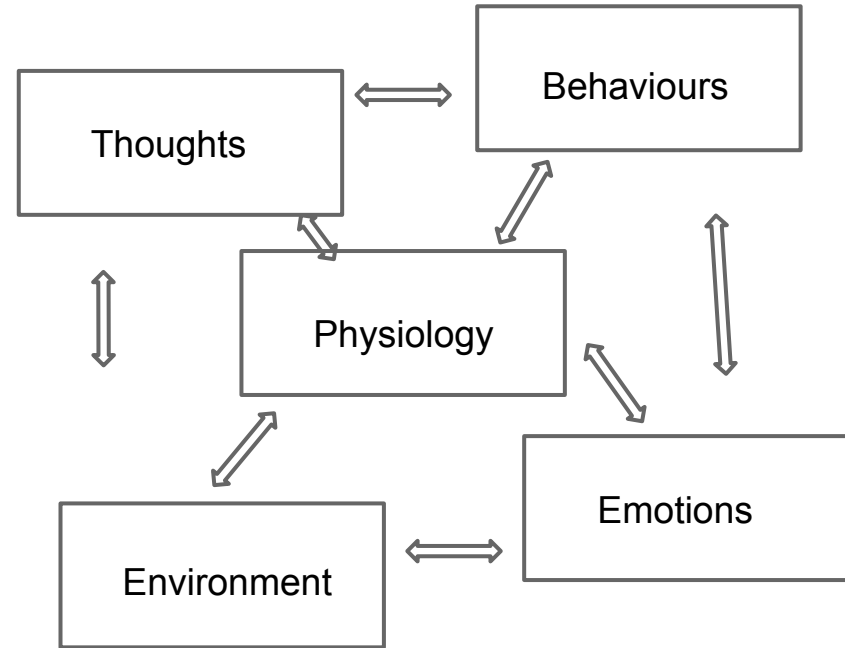 Behaviours
Thoughts
Physiology
Emotions
Environment